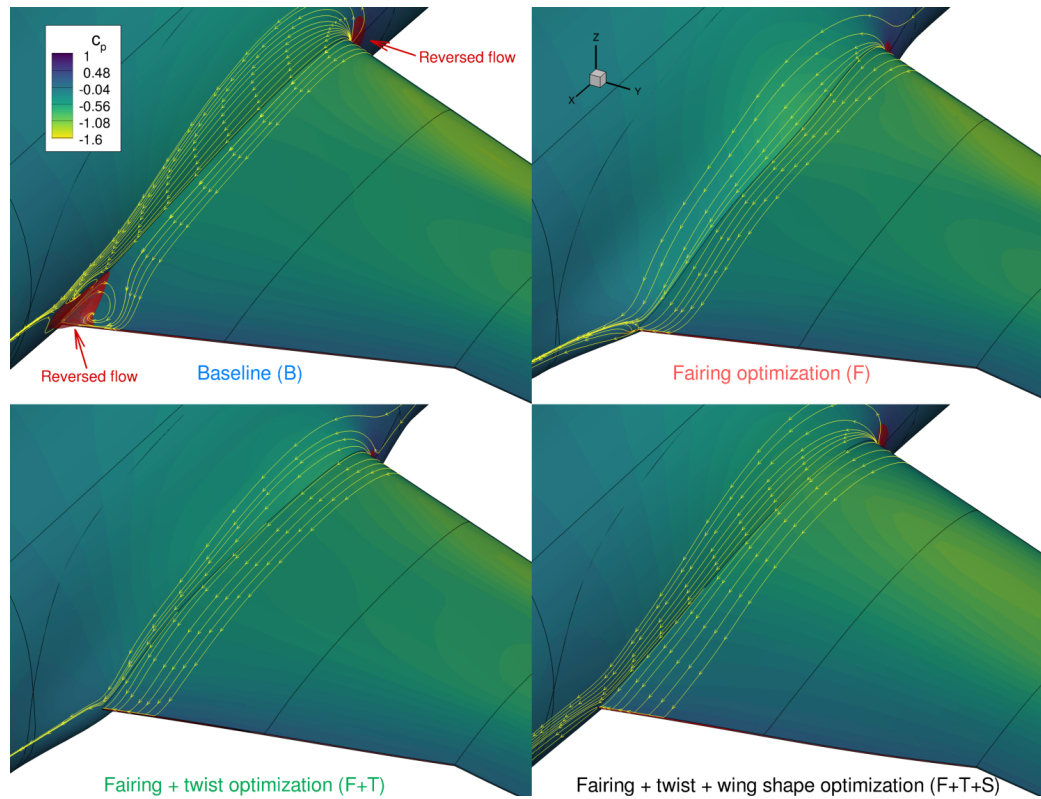 c_p
1
0.48
-0.04
-0.56
-1.08
-1.6
Reversed flow
Reversed flow
Baseline (B)
Z
X
Y
Fairing optimization (F)
Fairing + twist optimization (F+T)
Fairing + twist + wing shape optimization (F+T+S)